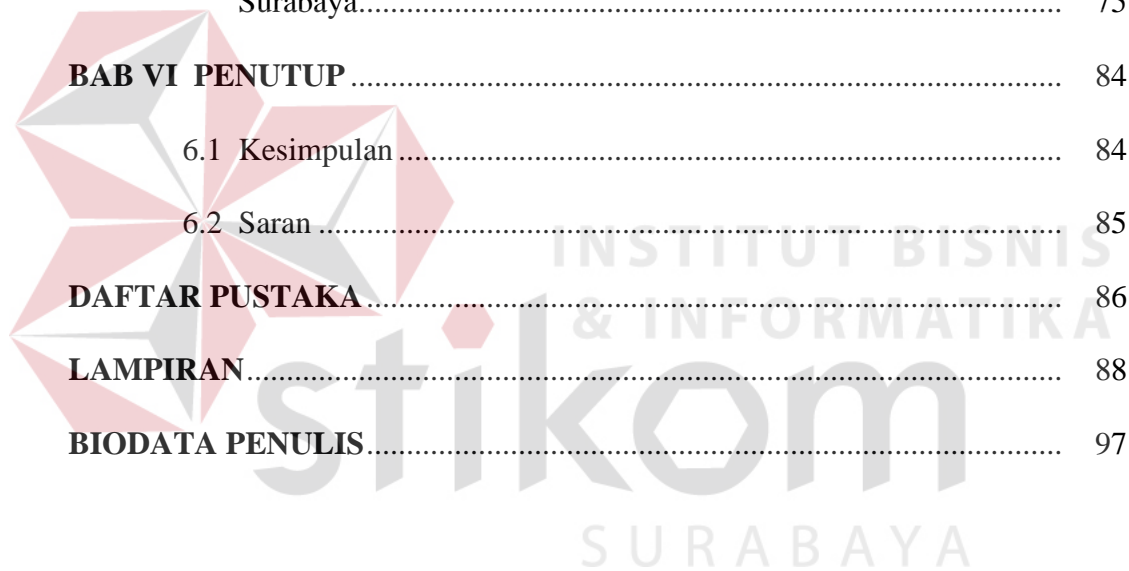 Surabaya.................................................................................................... 75
BAB VI PENUTUP .................................................................................................... 84
6.1 Kesimpulan .................................................................................................... 84
6.2 Saran .................................................................................................... 85
INSTITUT BISNIS
DAFTAR PUSTAKA .................................................................................................... 86
& INFORMATIKA
LAMPIRAN.................................................................................................... 88
stikom
BIODATA PENULIS.................................................................................................... 97
SURABAYA